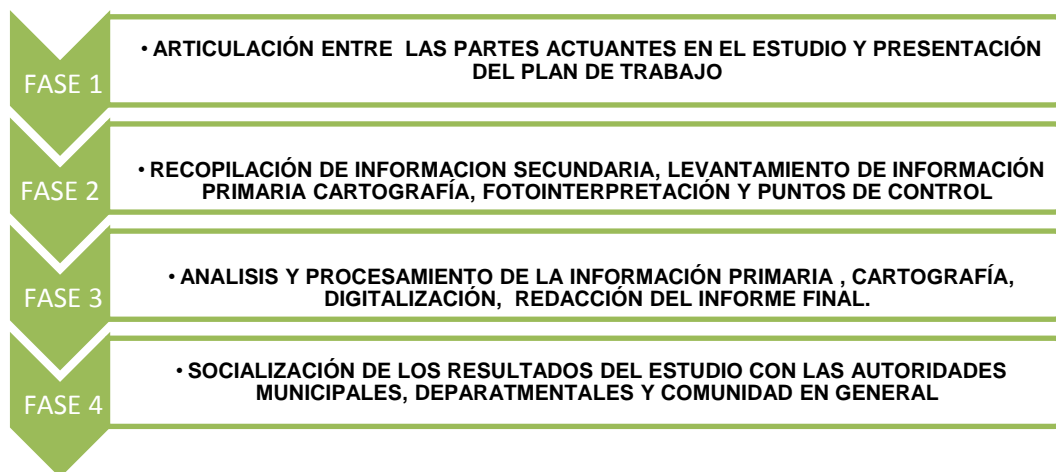 FASE 1
• ARTICULACIÓN ENTRE LAS PARTES ACTUANTES EN EL ESTUDIO Y PRESENTACIÓN
DEL PLAN DE TRABAJO
FASE 2
• RECOPILACIÓN DE INFORMACION SECUNDARIA, LEVANTAMIENTO DE INFORMACIÓN
PRIMARIA CARTOGRAFÍA, FOTOINTERPRETACIÓN Y PUNTOS DE CONTROL
FASE 3
• ANALISIS Y PROCESAMIENTO DE LA INFORMACIÓN PRIMARIA , CARTOGRAFÍA,
DIGITALIZACIÓN, REDACCIÓN DEL INFORME FINAL.
FASE 4
• SOCIALIZACIÓN DE LOS RESULTADOS DEL ESTUDIO CON LAS AUTORIDADES
MUNICIPALES, DEPARATMENTALES Y COMUNIDAD EN GENERAL